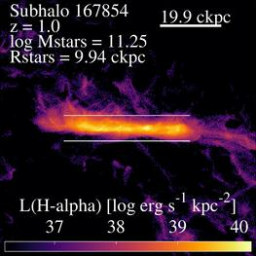 Subhalo 167854
z = 1.0
log Mstars = 11.25
Rstars = 9.94 ckpc
19.9 ckpc
L(H-alpha) [log erg s⁻¹ kpc⁻²]
37 38 39 40